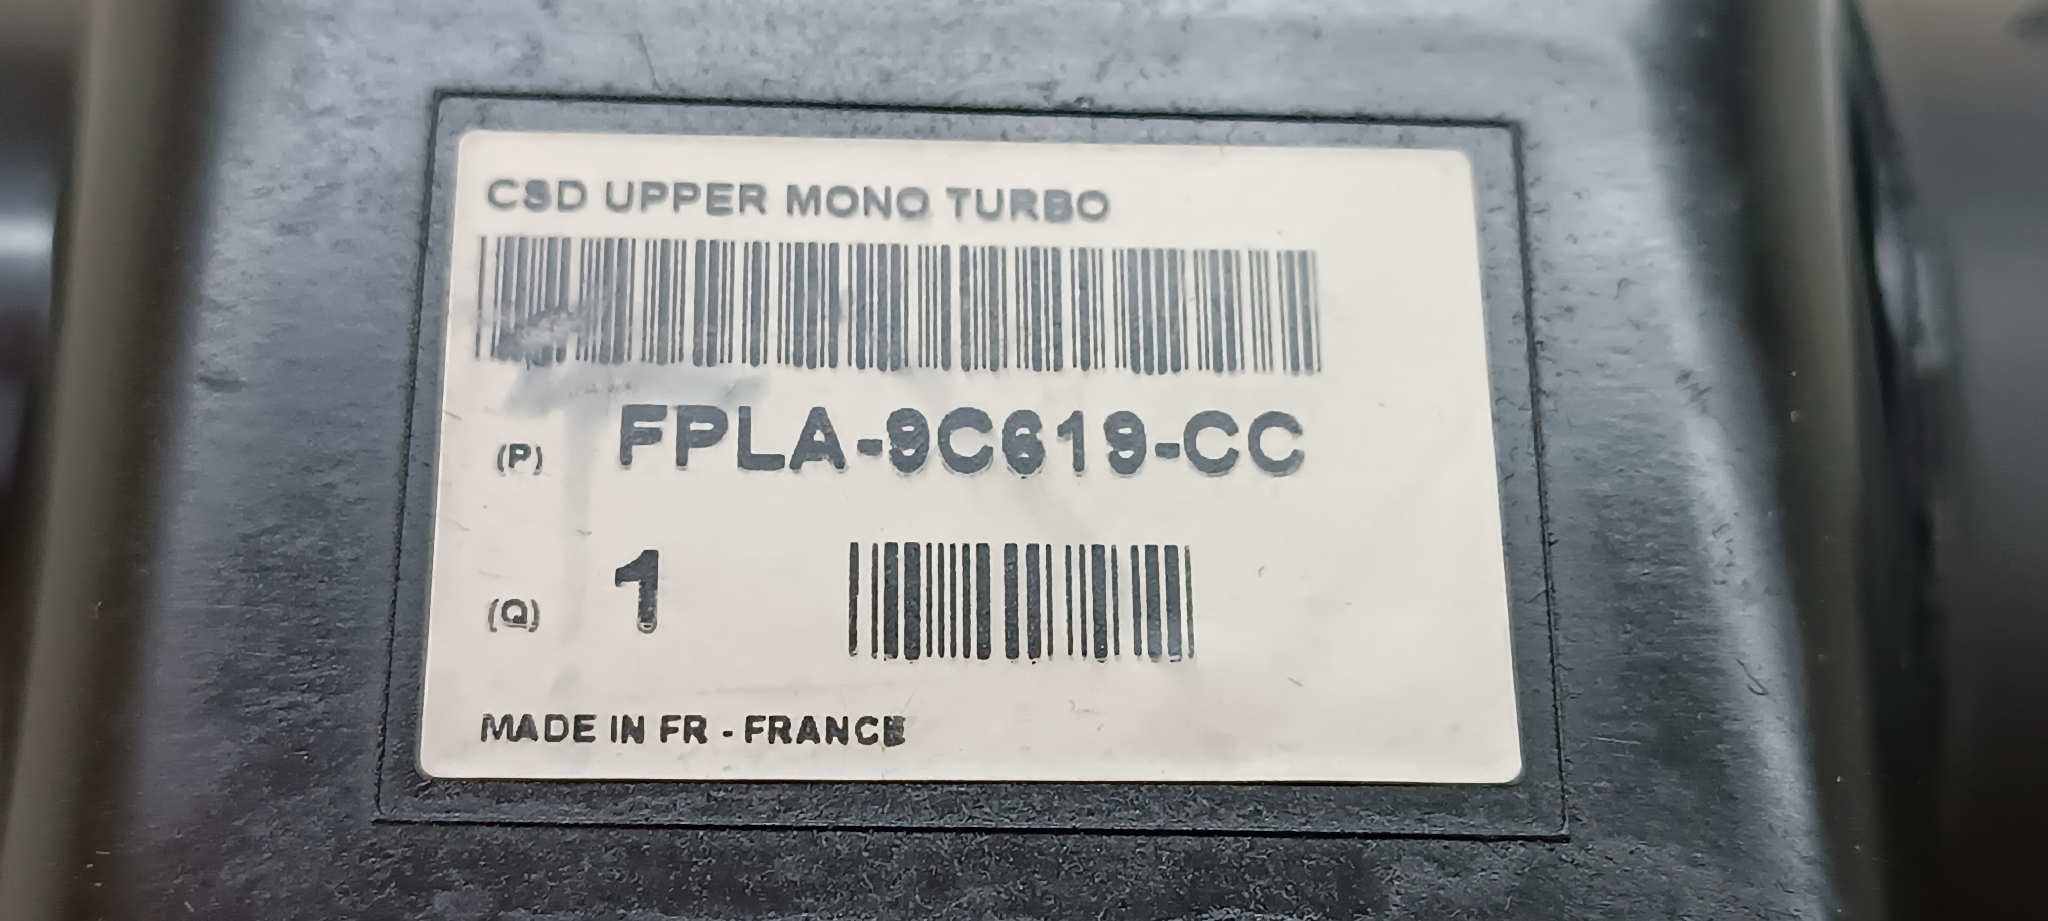 CSD UPPER MONO TURBO
(P) FPLA-9C619-CC
(Q) 1
MADE IN FR - FRANCE